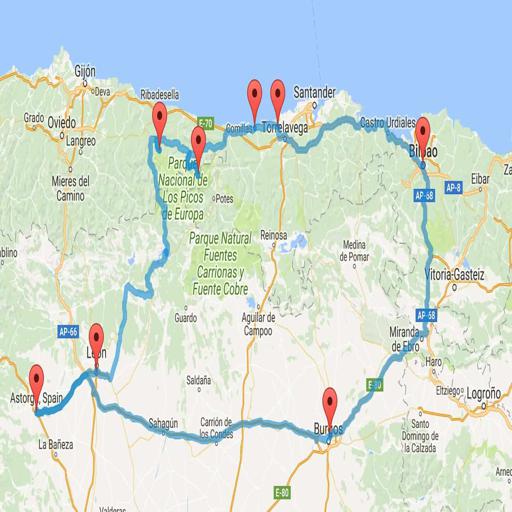 Gijón
Deva
Ribadesella
Santander
Grado
Oviedo
Langreo
E-70
Comillas
Torrelavega
Castro Urdiales
Bilbao
Eibar
Mieres del
Camino
Parque
Nacional de
Los Picos
de Europa
Potes
AP-68
AP-8
Reinosa
Parque Natural
Fuentes
Carrionas y
Fuente Cobre
Medina
de Pomar
Vitoria-Gasteiz
Guardo
Aguilar de
Campoo
AP-68
Miranda
de Ebro
AP-66
León
Haro
Saldaña
E-80
Eltziego
Logroño
Astorga, Spain
Sahagún
Carrión de
los Condes
Burgos
Santo
Domingo de
la Calzada
La Bañeza
E-80